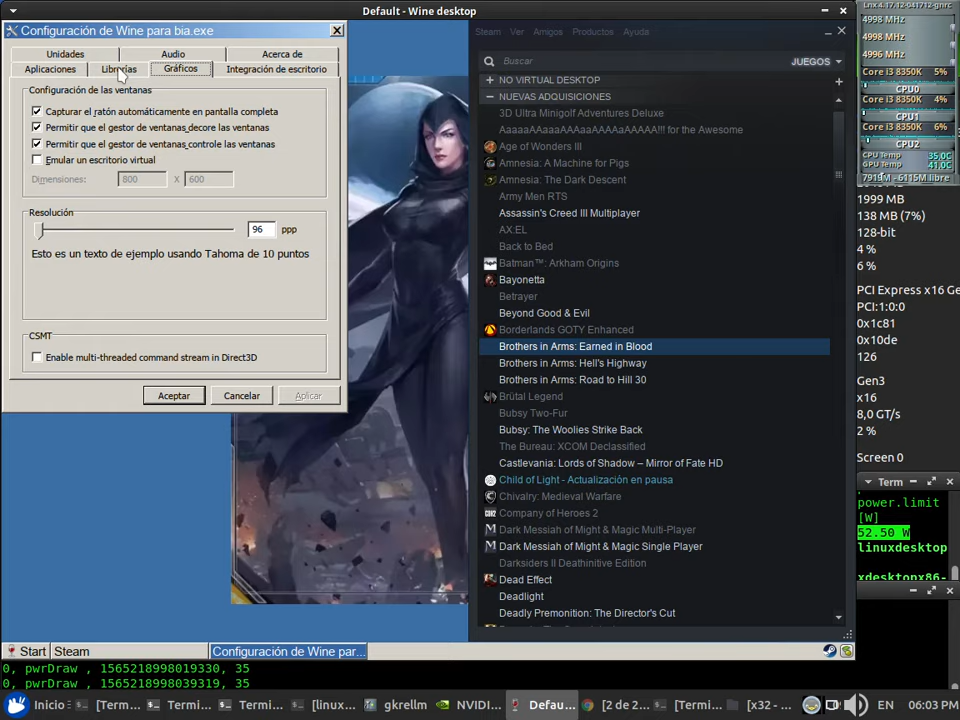 Default - Wine desktop
Configuración de Wine para bia.exe
Unidades
Audio
Acerca de
Aplicaciones
Librerías
Gráficos
Integración de escritorio
Configuración de las ventanas
Capturar el ratón automáticamente en pantalla completa
Permitir que el gestor de ventanas decore las ventanas
Permitir que el gestor de ventanas controle las ventanas
Emular un escritorio virtual
Dimensiones:
800
X
600
Resolución
96
ppp
Esto es un texto de ejemplo usando Tahoma de 10 puntos
CSMT
Enable multi-threaded command stream in Direct3D
Aceptar
Cancelar
Aplicar
Steam
Ver
Amigos
Productos
Ayuda
Buscar
JUEGOS
NO VIRTUAL DESKTOP
NUEVAS ADQUISICIONES
3D Ultra Minigolf Adventures Deluxe
AaaaaAAaaaAAAaaAAAAaAAAAA!!! for the Awesome
Age of Wonders III
Amnesia: A Machine for Pigs
Amnesia: The Dark Descent
Army Men RTS
Assassin's Creed III Multiplayer
AX:EL
Back to Bed
Batman™: Arkham Origins
Bayonetta
Betrayer
Beyond Good & Evil
Borderlands GOTY Enhanced
Brothers in Arms: Earned in Blood
Brothers in Arms: Hell's Highway
Brothers in Arms: Road to Hill 30
Brütal Legend
Bubsy Two-Fur
Bubsy: The Woolies Strike Back
The Bureau: XCOM Declassified
Castlevania: Lords of Shadow – Mirror of Fate HD
Child of Light - Actualización en pausa
Chivalry: Medieval Warfare
Company of Heroes 2
Dark Messiah of Might & Magic Multi-Player
Dark Messiah of Might & Magic Single Player
Darksiders II Deathinitive Edition
Dead Effect
Deadlight
Deadly Premonition: The Director's Cut
Lnx 4.17.12-041712-gnrc
4998 MHz
4998 MHz
4996 MHz
Core i3 8350K 5%
CPU0
Core i3 8350K 4%
CPU1
Core i3 8350K 6%
CPU2
CPU Temp 35,0C
GPU Temp 41,0C
7919M - 6115M libre
1999 MB
138 MB (7%)
128-bit
4 %
6 %
PCI Express x16 Ge
PCI:1:0:0
0x1c81
0x10de
126
Gen3
x16
8,0 GT/s
2 %
Screen 0
Term
power.limit
[W]
52.50 W
linuxdesktop
xdesktopx86-
Start
Steam
Configuración de Wine par...
0, pwrDraw , 1565218998019330, 35
0, pwrDraw , 1565218998039319, 35
Inicio
[Term...
Termi...
Termi...
[linux...
gkrellm
NVIDI...
Defau...
[2 de 2...
[Termi...
[x32 - ...
EN
06:03 PM